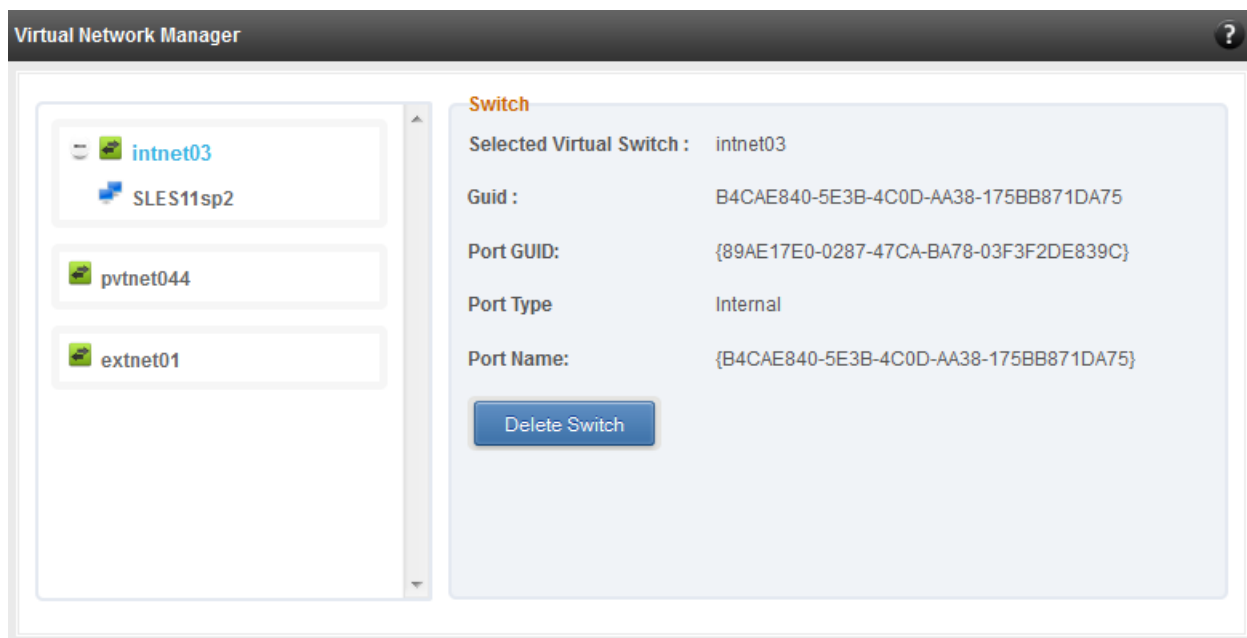 Virtual Network Manager
?
intnet03
SLES11sp2
pvtnet044
extnet01
Switch
Selected Virtual Switch : intnet03
Guid : B4CAE840-5E3B-4C0D-AA38-175BB871DA75
Port GUID: {89AE17E0-0287-47CA-BA78-03F3F2DE839C}
Port Type Internal
Port Name: {B4CAE840-5E3B-4C0D-AA38-175BB871DA75}
Delete Switch